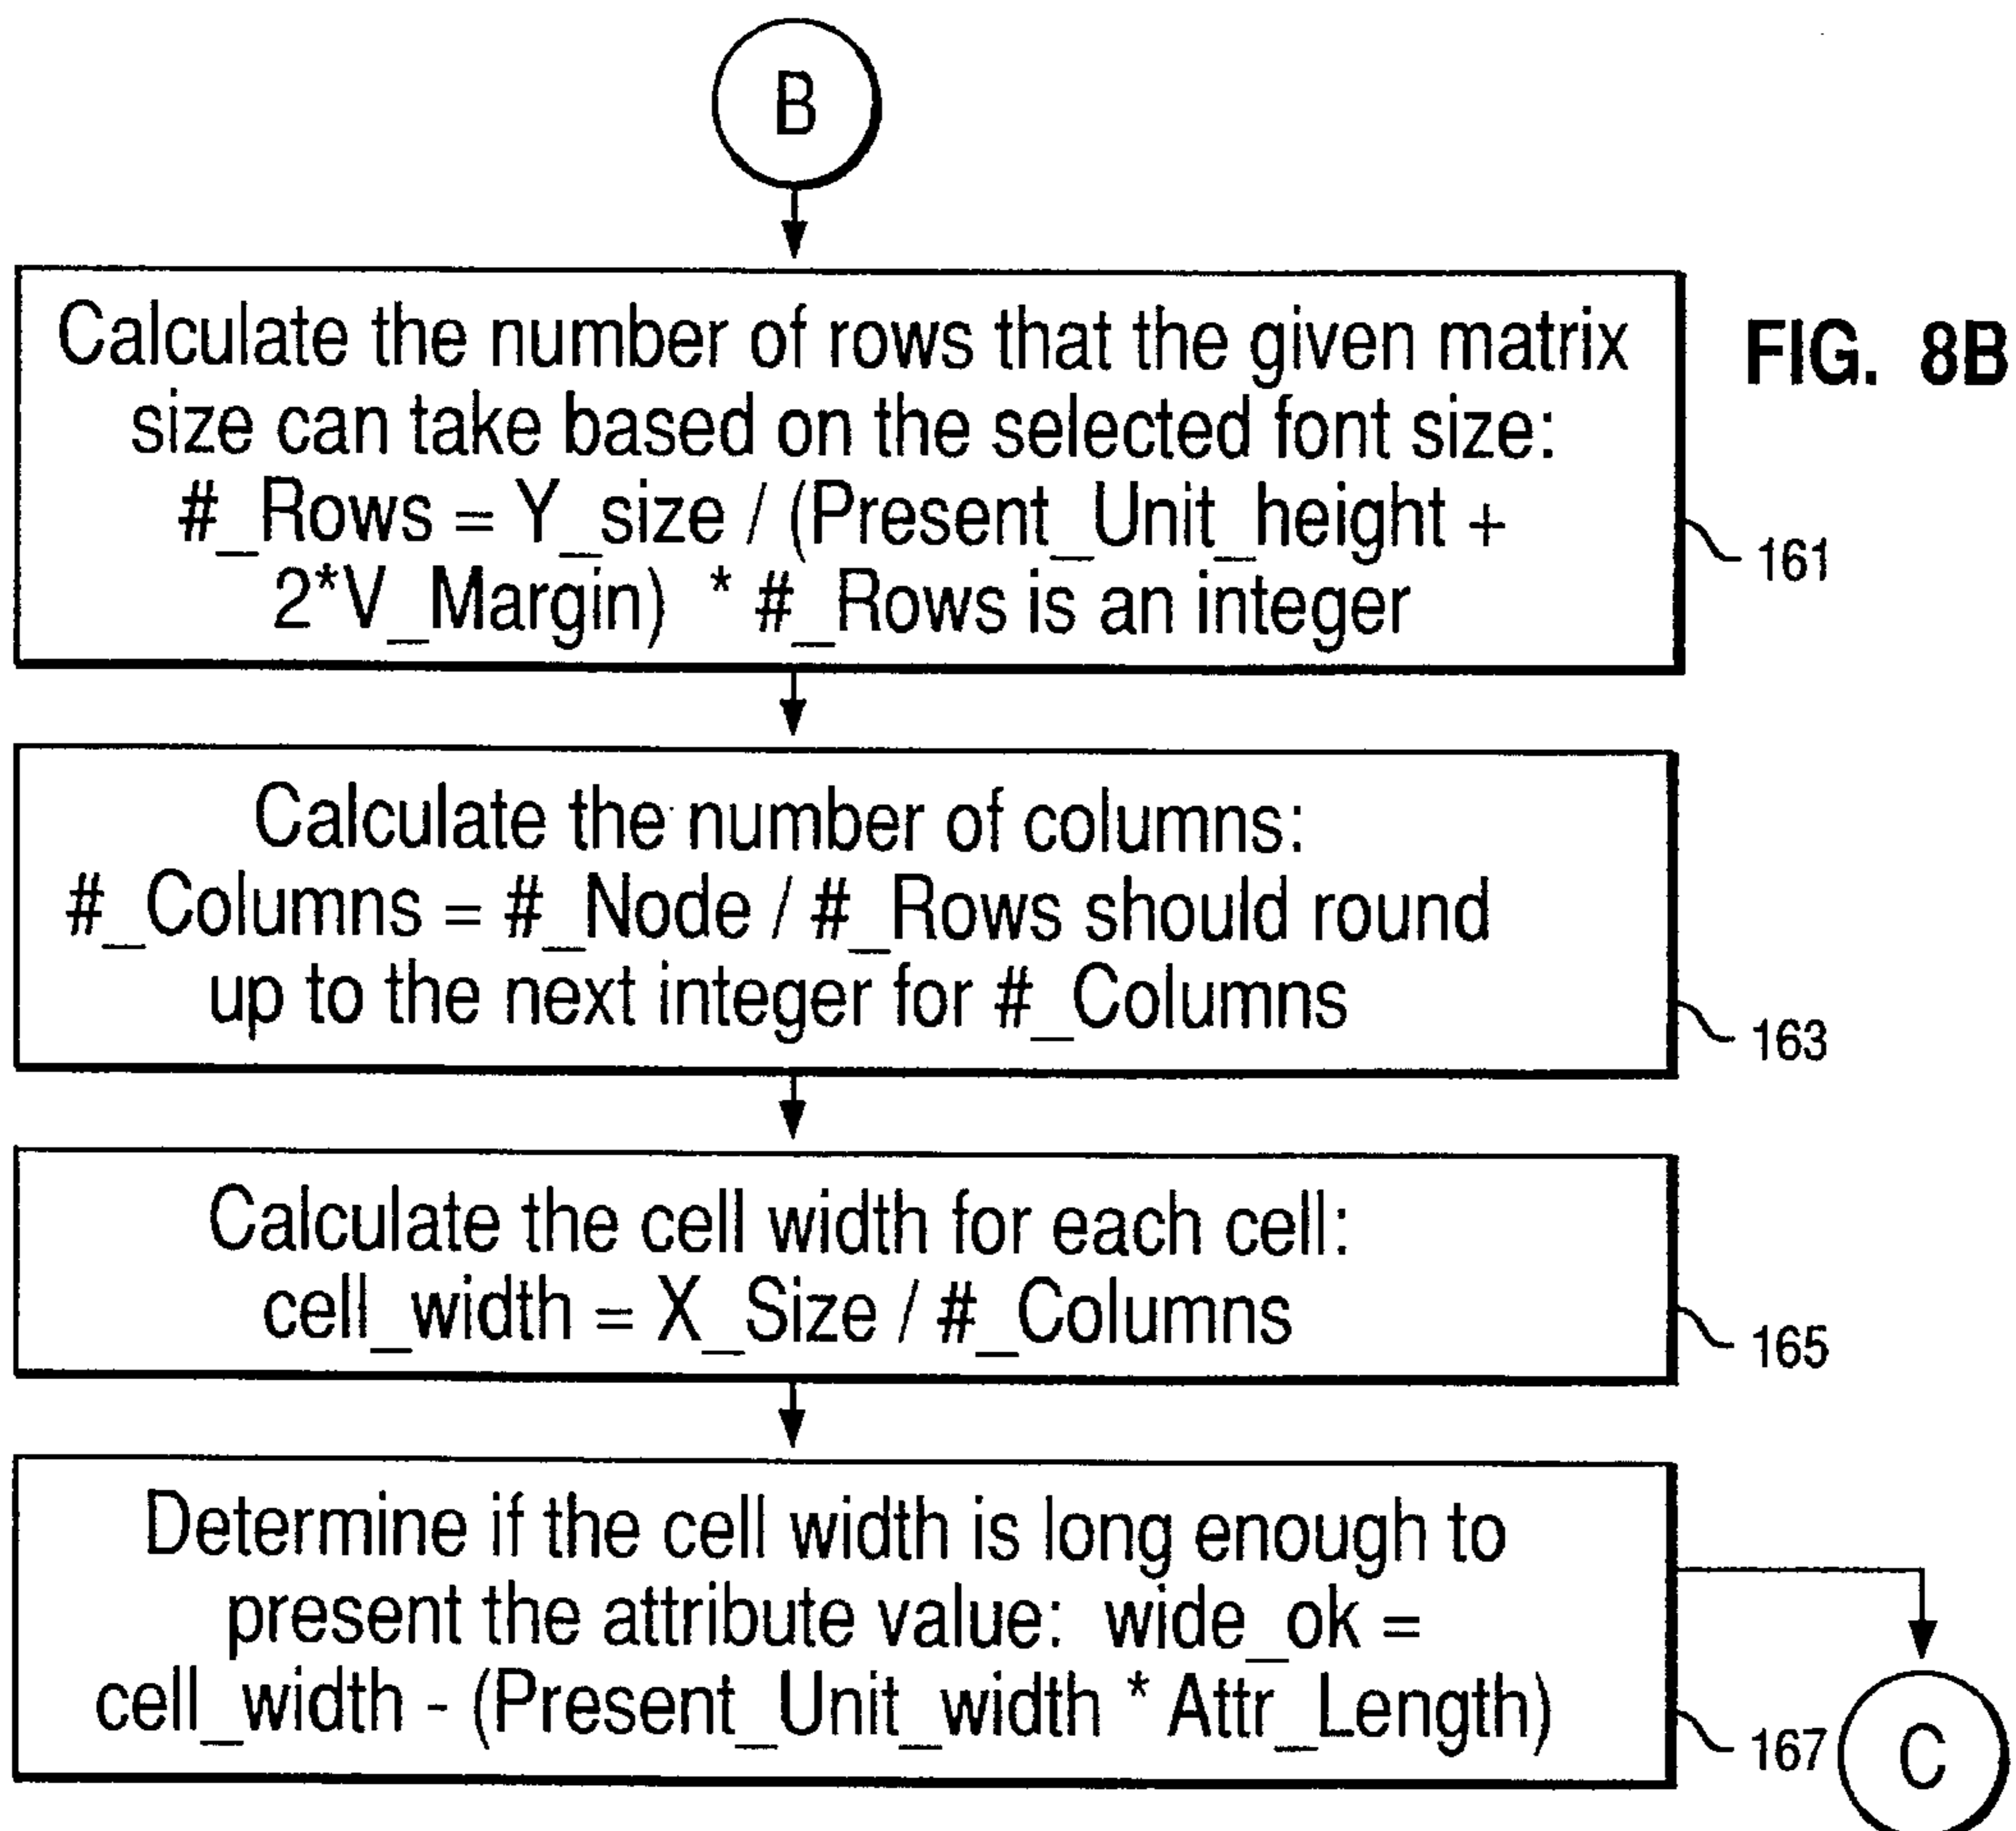 B
Calculate the number of rows that the given matrix
size can take based on the selected font size:
#_Rows = Y_size / (Present_Unit_height +
2*V_Margin) * #_Rows is an integer
161
FIG. 8B
Calculate the number of columns:
#_Columns = #_Node / #_Rows should round
up to the next integer for #_Columns
163
Calculate the cell width for each cell:
cell_width = X_Size / #_Columns
165
Determine if the cell width is long enough to
present the attribute value: wide_ok =
cell_width - (Present_Unit_width * Attr_Length)
167
C